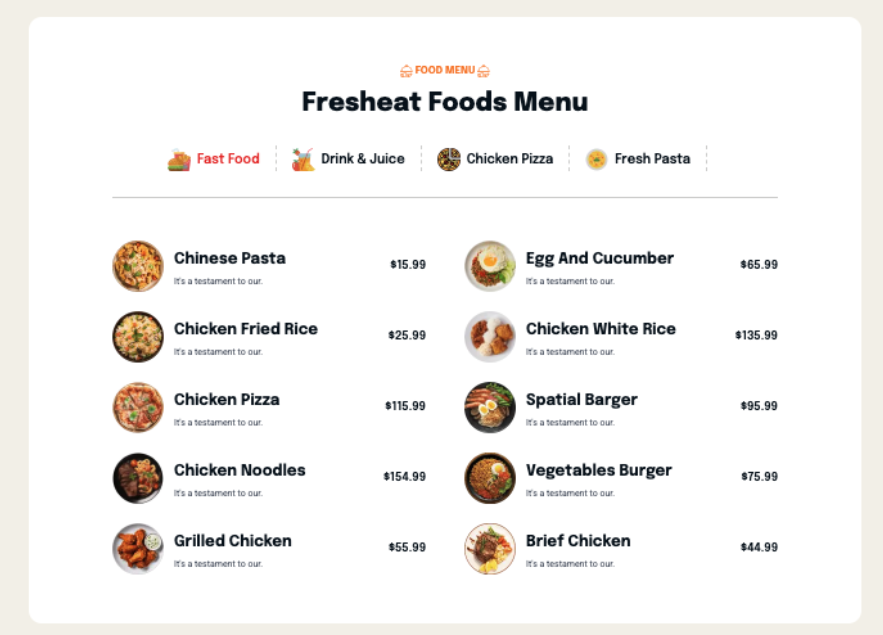 FOOD MENU
Fresheat Foods Menu
Fast Food
Drink & Juice
Chicken Pizza
Fresh Pasta
Chinese Pasta
It's a testament to our.
$15.99
Chicken Fried Rice
It's a testament to our.
$25.99
Chicken Pizza
It's a testament to our.
$115.99
Chicken Noodles
It's a testament to our.
$154.99
Grilled Chicken
It's a testament to our.
$55.99
Egg And Cucumber
It's a testament to our.
$65.99
Chicken White Rice
It's a testament to our.
$135.99
Spatial Barger
It's a testament to our.
$95.99
Vegetables Burger
It's a testament to our.
$75.99
Brief Chicken
It's a testament to our.
$44.99